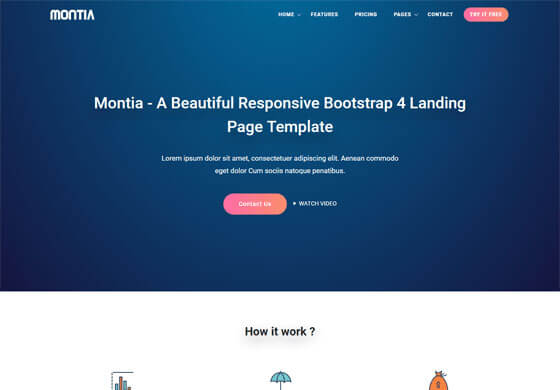 MONTIA HOME FEATURES PRICING PAGES CONTACT TRY IT FREE
Montia - A Beautiful Responsive Bootstrap 4 Landing
Page Template
Lorem ipsum dolor sit amet, consectetuer adipiscing elit. Aenean commodo
eget dolor Cum sociis natoque penatibus.
Contact Us WATCH VIDEO
How it work ?
$